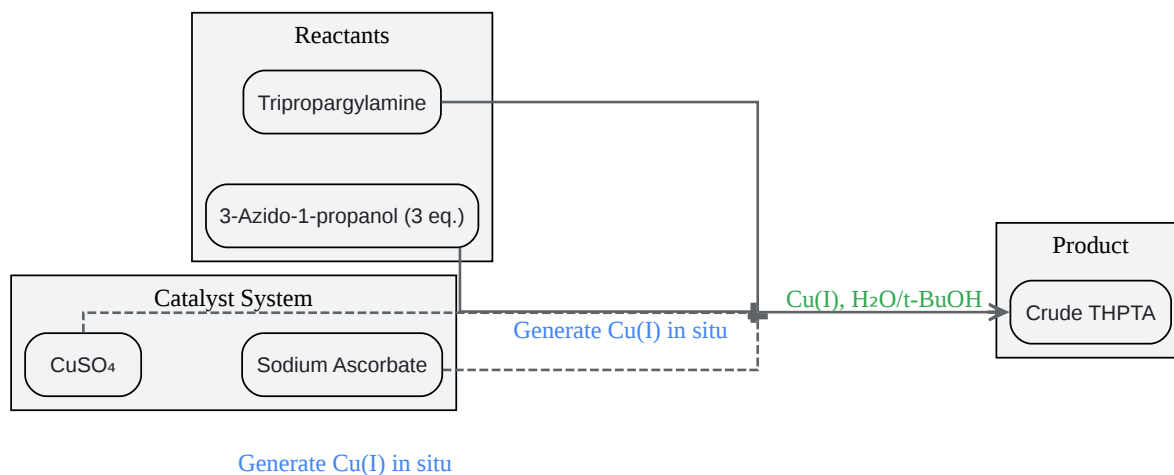 Reactants
Tripropargylamine
3-Azido-1-propanol (3 eq.)
Catalyst System
CuSO₄
Sodium Ascorbate
Generate Cu(I) in situ
Generate Cu(I) in situ
Cu(I), H₂O/t-BuOH
Product
Crude THPTA